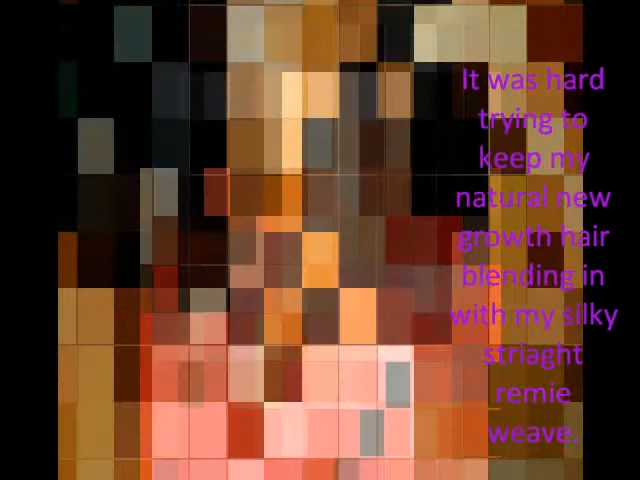 It was hard
trying to
keep my
natural new
growth hair
blending in
with my silky
striaght
remie
weave.